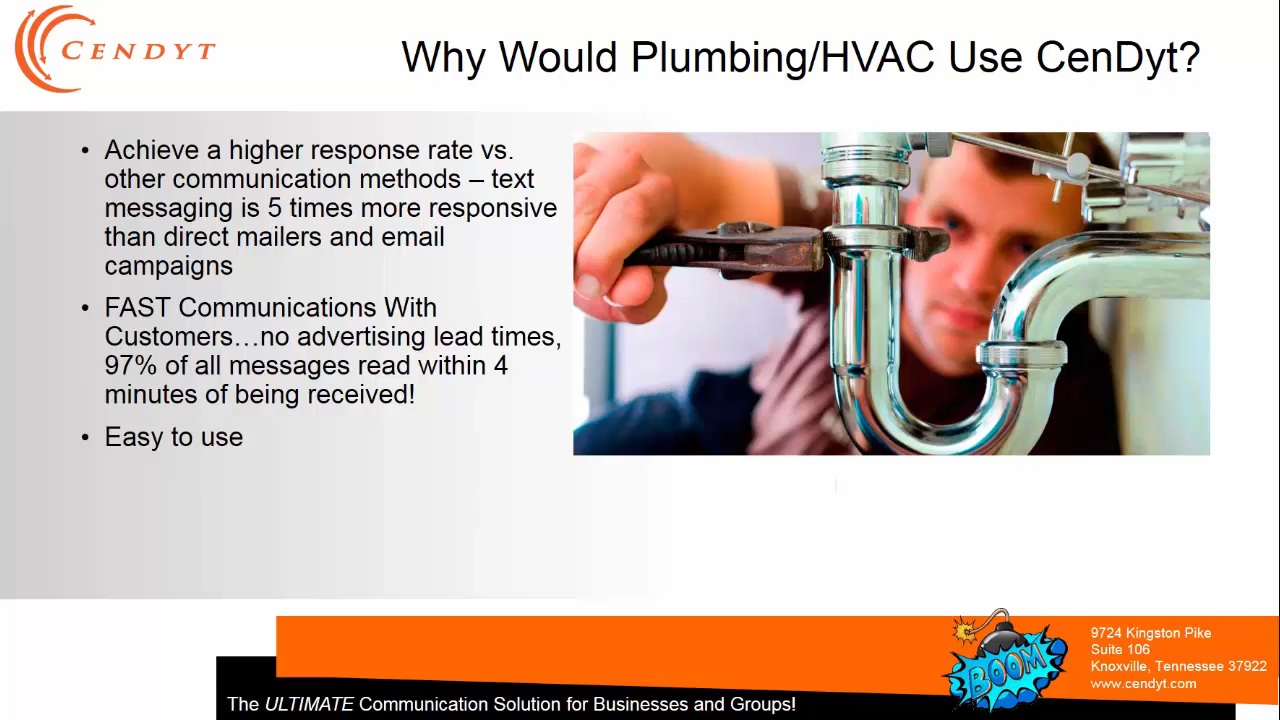 CENDYT
Why Would Plumbing/HVAC Use CenDyt?
• Achieve a higher response rate vs.
other communication methods – text
messaging is 5 times more responsive
than direct mailers and email
campaigns
• FAST Communications With
Customers…no advertising lead times,
97% of all messages read within 4
minutes of being received!
• Easy to use
BOOM
9724 Kingston Pike
Suite 106
Knoxville, Tennessee 37922
www.cendyt.com
The ULTIMATE Communication Solution for Businesses and Groups!